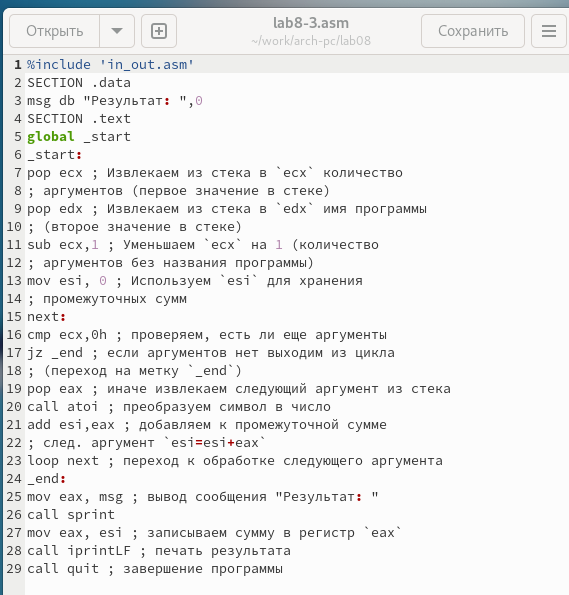 Открыть
lab8-3.asm
~/work/arch-pc/lab08
Сохранить
1 %include 'in_out.asm'
2 SECTION .data
3 msg db "Результат: ",0
4 SECTION .text
5 global _start
6 _start:
7 pop ecx ; Извлекаем из стека в `ecx` количество
8 ; аргументов (первое значение в стеке)
9 pop edx ; Извлекаем из стека в `edx` имя программы
10 ; (второе значение в стеке)
11 sub ecx,1 ; Уменьшаем `ecx` на 1 (количество
12 ; аргументов без названия программы)
13 mov esi, 0 ; Используем `esi` для хранения
14 ; промежуточных сумм
15 next:
16 cmp ecx,0h ; проверяем, есть ли еще аргументы
17 jz _end ; если аргументов нет выходим из цикла
18 ; (переход на метку `_end`)
19 pop eax ; иначе извлекаем следующий аргумент из стека
20 call atoi ; преобразуем символ в число
21 add esi,eax ; добавляем к промежуточной сумме
22 ; след. аргумент `esi=esi+eax`
23 loop next ; переход к обработке следующего аргумента
24 _end:
25 mov eax, msg ; вывод сообщения "Результат: "
26 call sprint
27 mov eax, esi ; записываем сумму в регистр `eax`
28 call iprintLF ; печать результата
29 call quit ; завершение программы